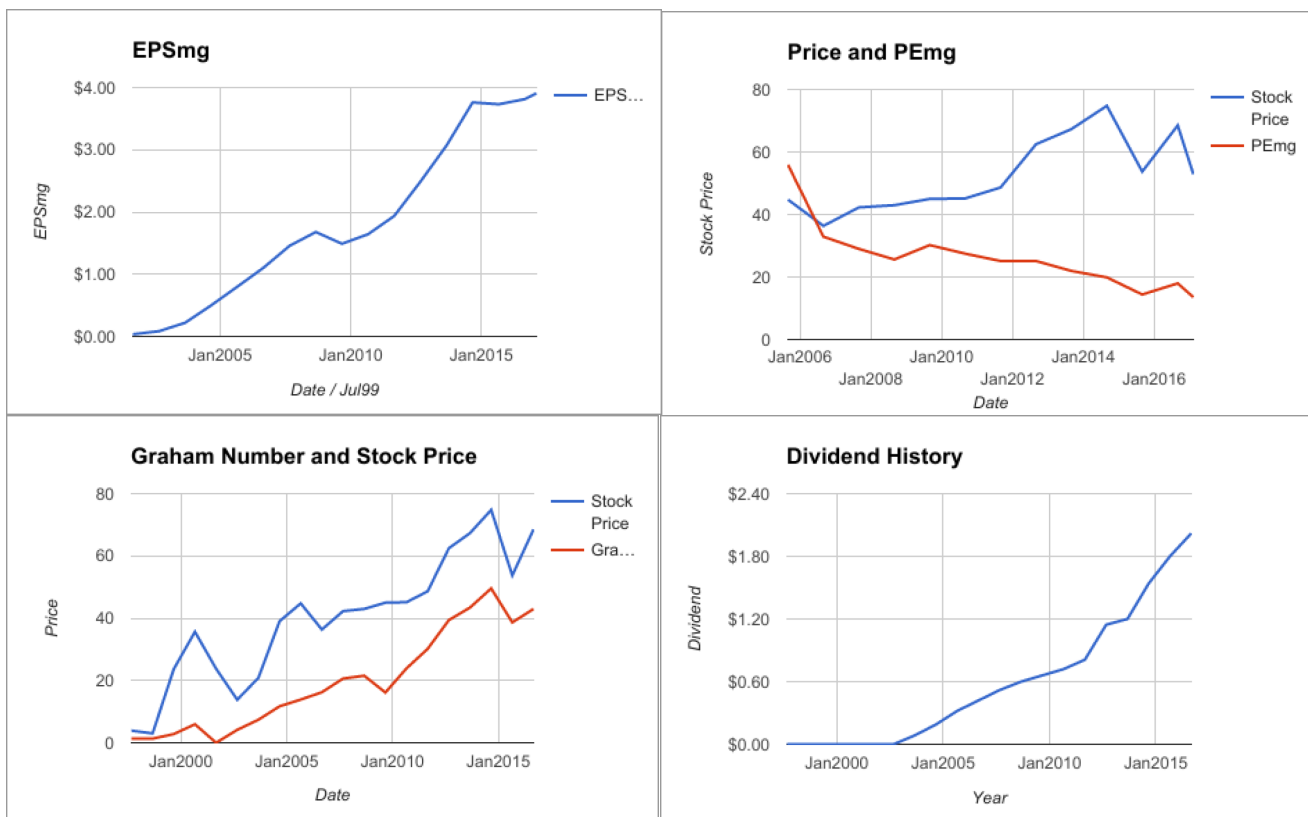 EPSmg
$4.00
$3.00
$2.00
$1.00
$0.00
EPSmg
Jan2005
Jan2010
Jan2015
Date / Jul99
EPS…
Price and PEmg
80
60
40
20
0
Stock Price
Jan2006
Jan2008
Jan2010
Jan2012
Jan2014
Jan2016
Date
Stock
Price
PEmg
Graham Number and Stock Price
80
60
40
20
0
Price
Jan2000
Jan2005
Jan2010
Jan2015
Date
Stock
Price
Gra…
Dividend History
$2.40
$1.80
$1.20
$0.60
$0.00
Dividend
Jan2000
Jan2005
Jan2010
Jan2015
Year